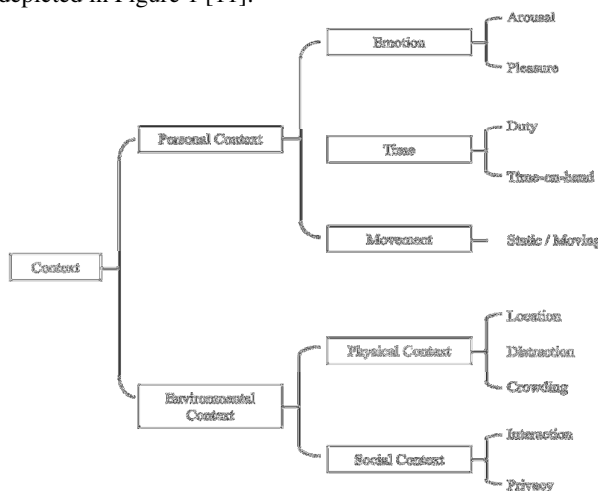 depicted in Figure 1 [11].
Arousal
Emotion
Pleasure
Personal Context
Duty
Time
Time-on-hand
Movement
Static / Moving
Context
Location
Physical Context
Distraction
Crowding
Environmental
Context
Interaction
Social Context
Privacy